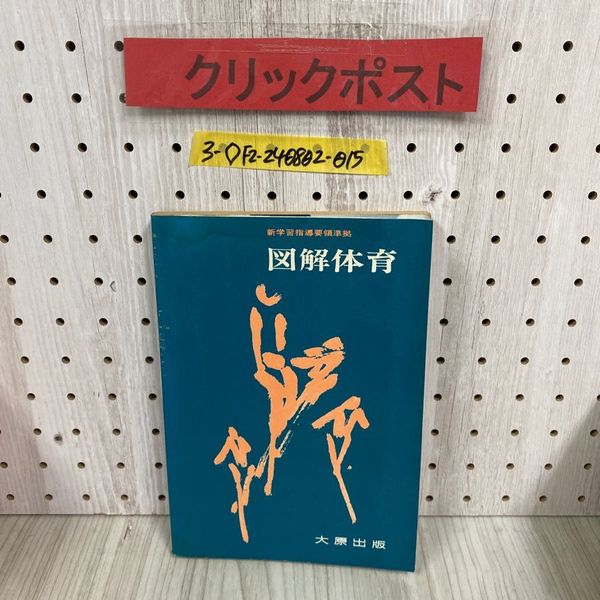 クリックポスト
3-◇F2-240802-015
新学習指導要領準拠
図解体育
大原出版